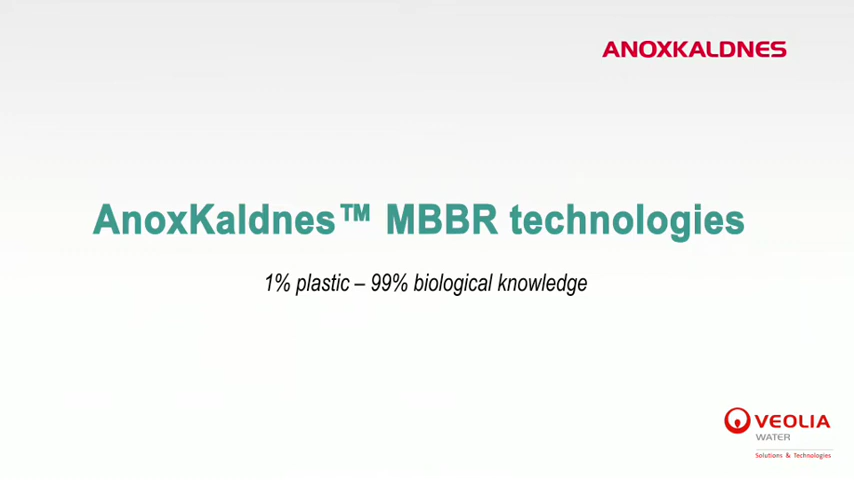 ANOXKALDNES
AnoxKaldnes™ MBBR technologies
1% plastic – 99% biological knowledge
VEOLIA
WATER
Solutions & Technologies